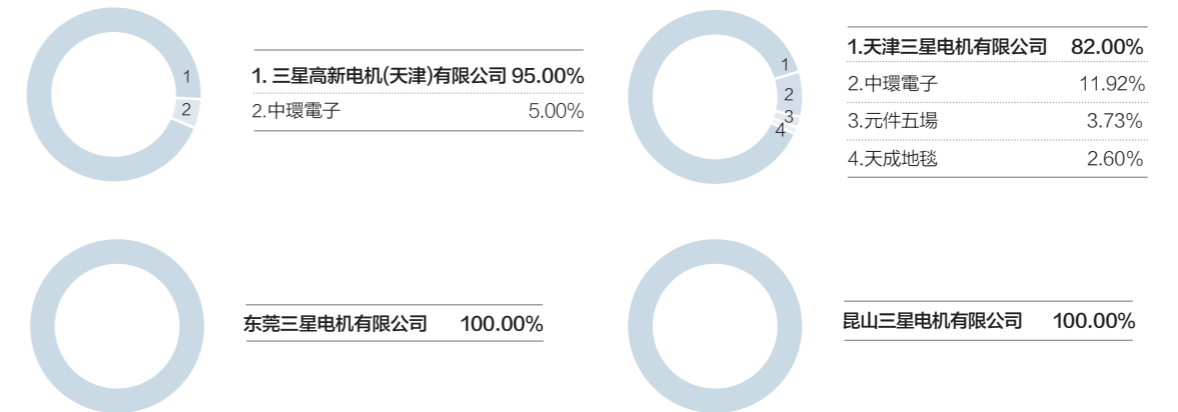 1
2
1. 三星高新电机(天津)有限公司 95.00%
2.中環電子 5.00%
1
2
3
4
1.天津三星电机有限公司 82.00%
2.中環電子 11.92%
3.元件五場 3.73%
4.天成地毯 2.60%
东莞三星电机有限公司 100.00%
昆山三星电机有限公司 100.00%